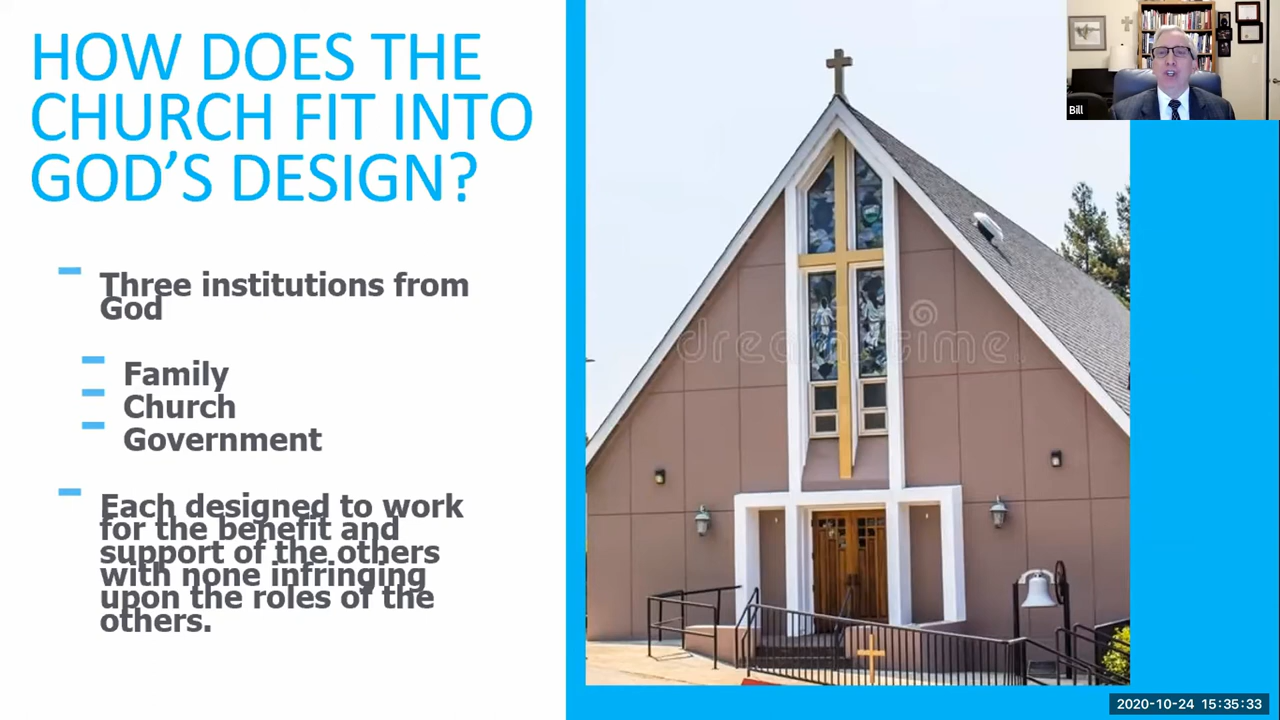 HOW DOES THE
CHURCH FIT INTO
GOD'S DESIGN?
Three institutions from
God
Family
Church
Government
Each designed to work
for the benefit and
support of the others
with none infringing
upon the roles of the
others.
dreamstime
Bill
2020-10-24 15:35:33